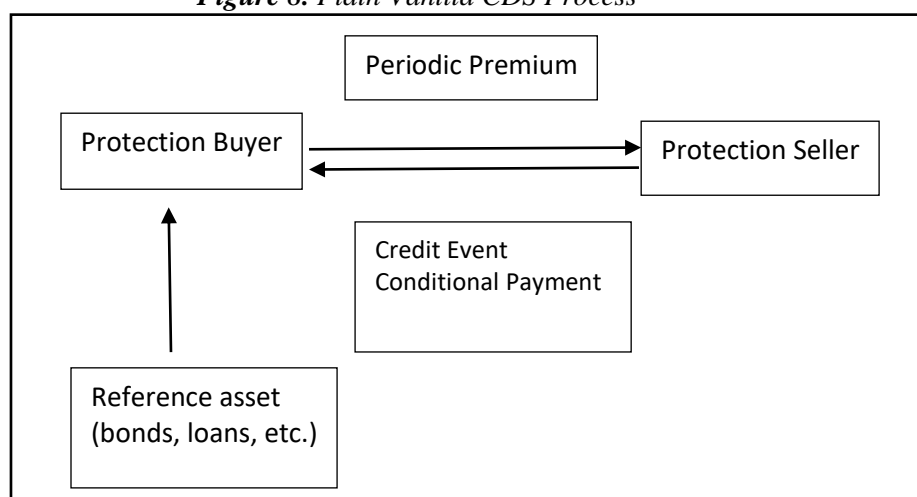 Figure 8. Plain Vanilla CDS Process
Periodic Premium
Protection Buyer
Protection Seller
Credit Event
Conditional Payment
Reference asset
(bonds, loans, etc.)